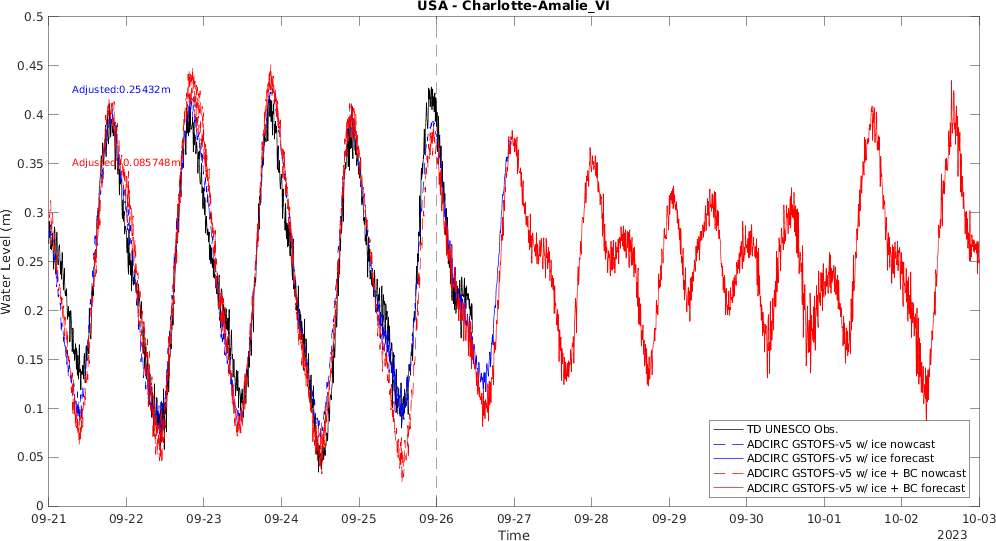 USA - Charlotte-Amalie_VI
0.5
0.45
0.4
0.35
0.3
0.25
0.2
0.15
0.1
0.05
0
Water Level (m)
Adjusted:0.25432m
Adjusted:0.085748m
TD UNESCO Obs.
ADCIRC GSTOFS-v5 w/ ice nowcast
ADCIRC GSTOFS-v5 w/ ice forecast
ADCIRC GSTOFS-v5 w/ ice + BC nowcast
ADCIRC GSTOFS-v5 w/ ice + BC forecast
09-21 09-22 09-23 09-24 09-25 09-26 09-27 09-28 09-29 09-30 10-01 10-02 10-03
Time
2023